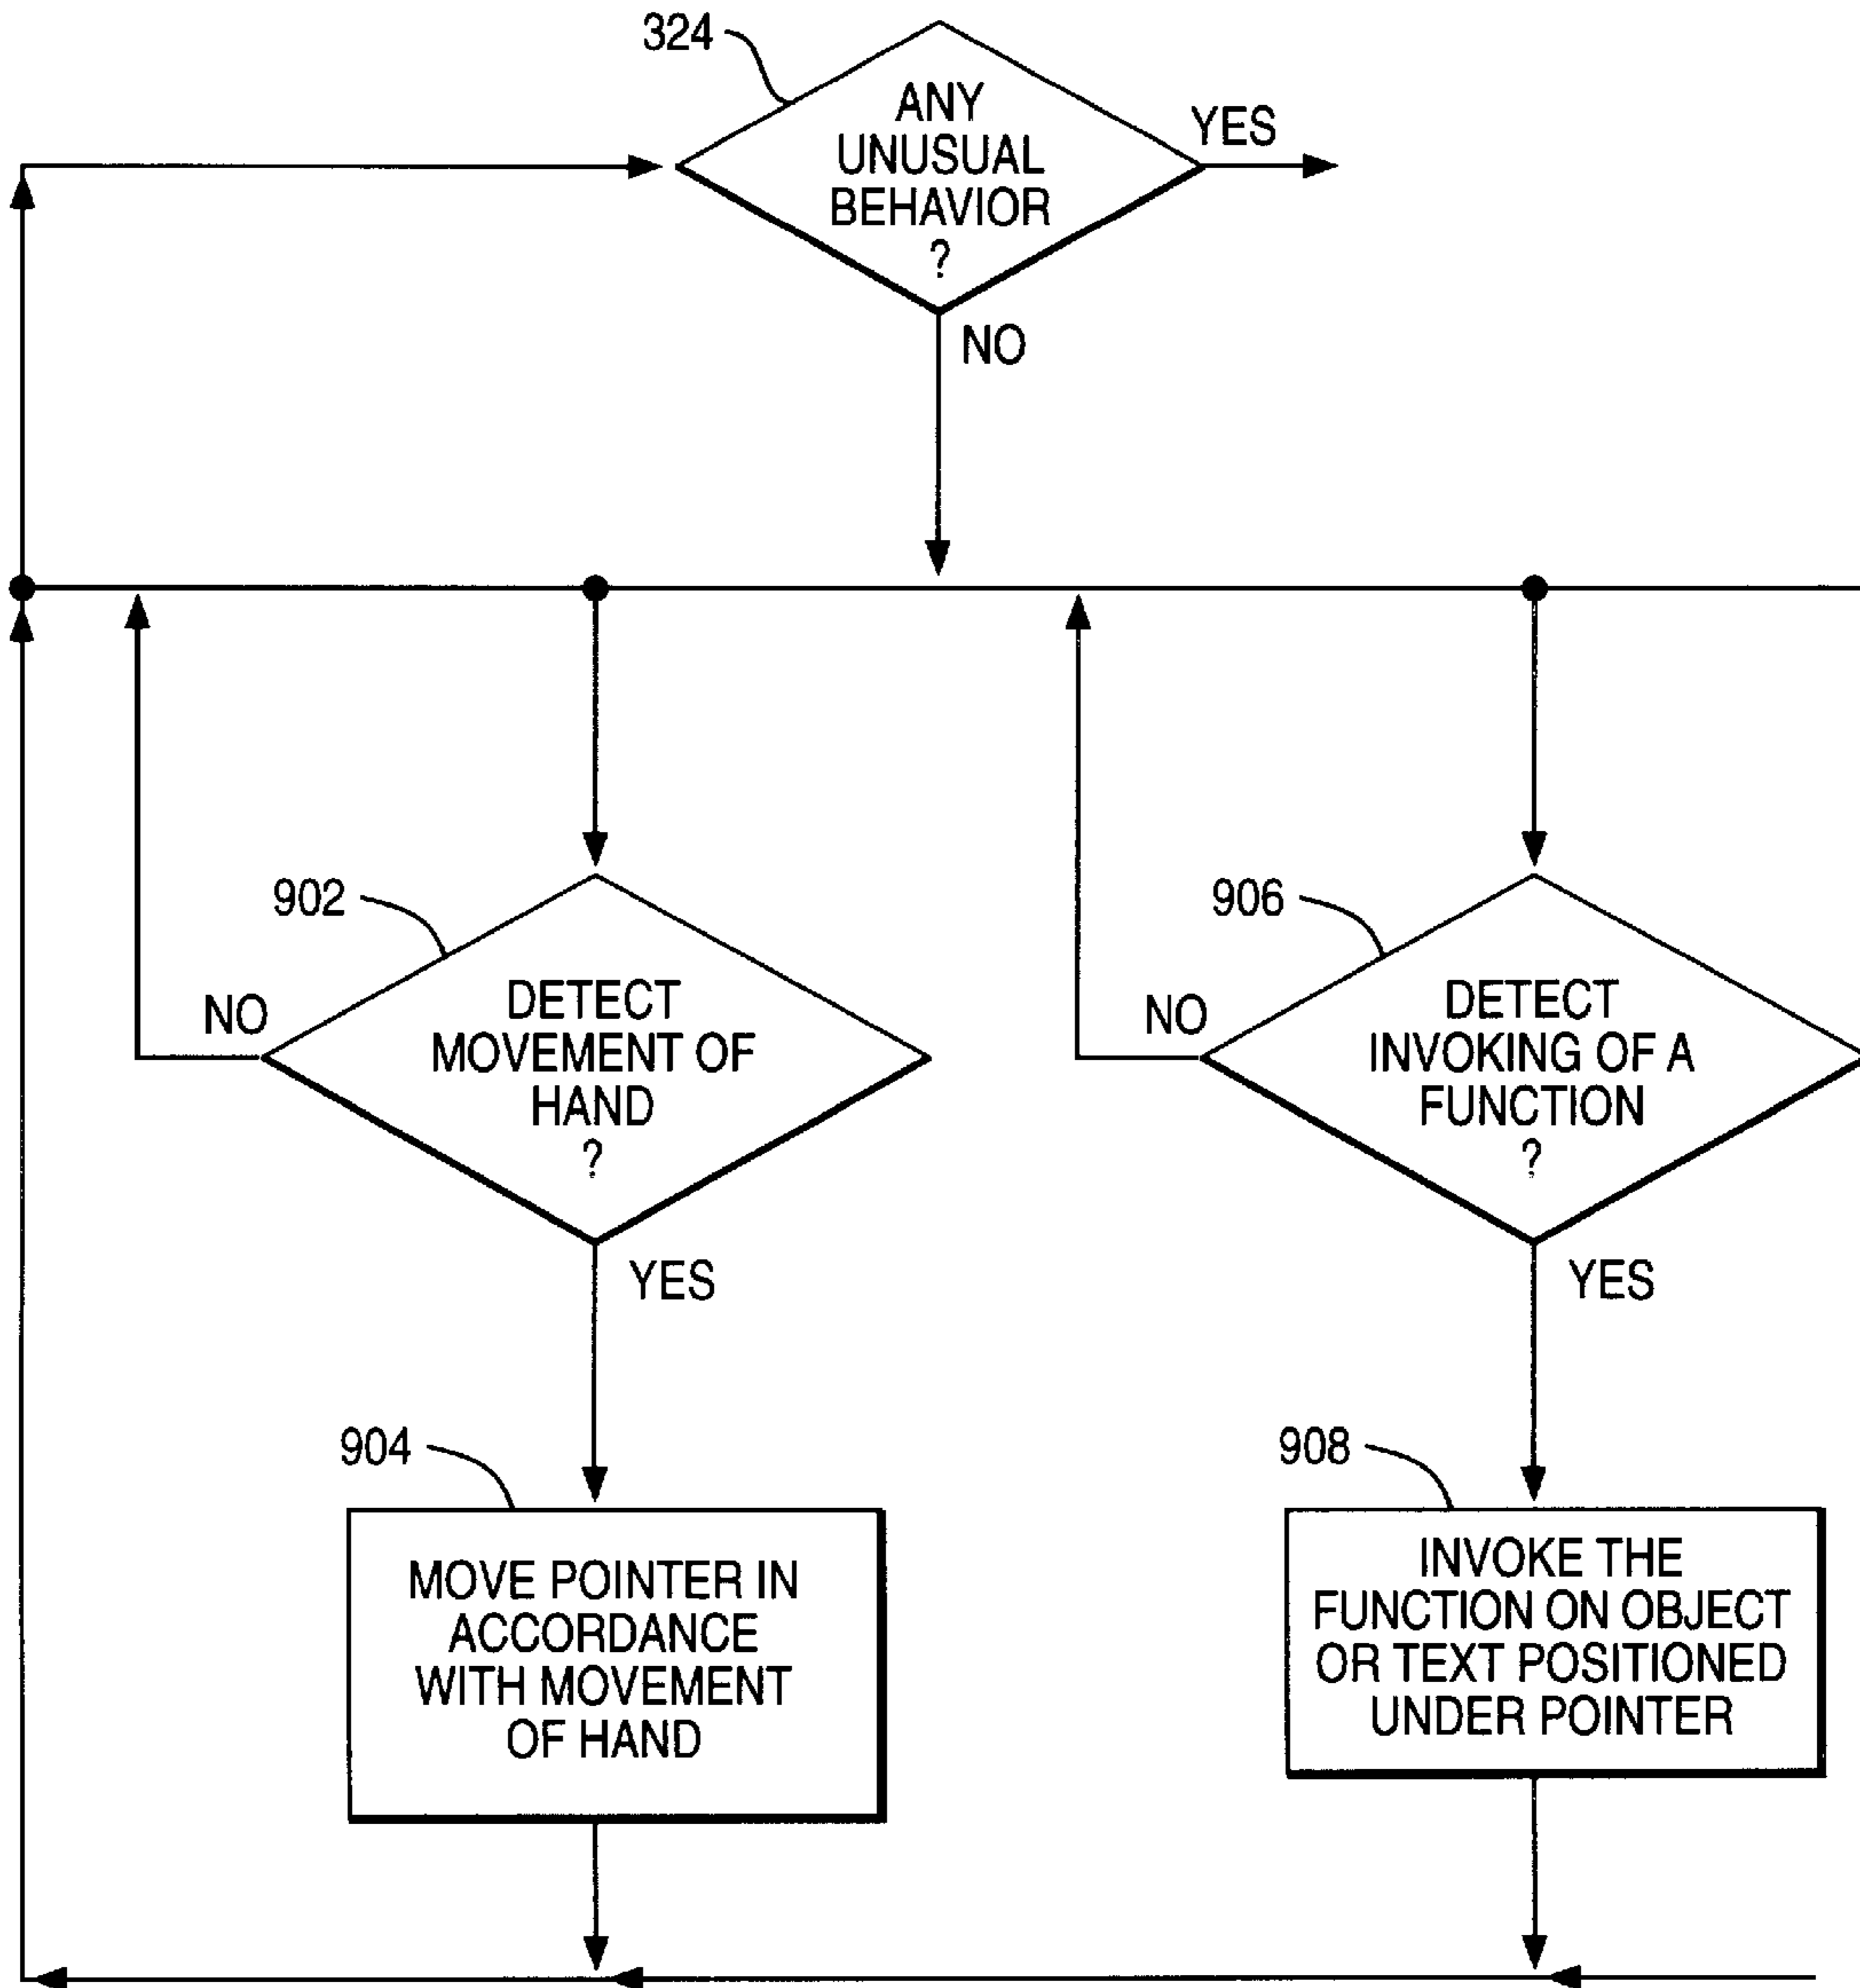 324
ANY
UNUSUAL
BEHAVIOR
?
YES
NO
902
DETECT
MOVEMENT OF
HAND
?
NO
YES
906
DETECT
INVOKING OF A
FUNCTION
?
NO
YES
904
MOVE POINTER IN
ACCORDANCE
WITH MOVEMENT
OF HAND
908
INVOKE THE
FUNCTION ON OBJECT
OR TEXT POSITIONED
UNDER POINTER